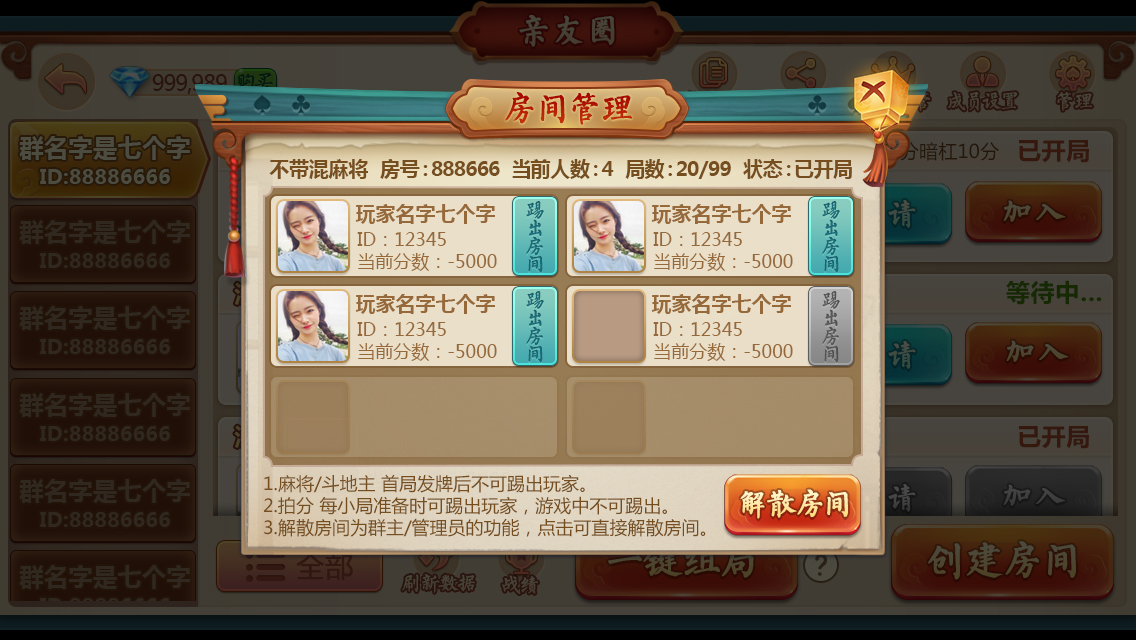 亲友圈
999,989
购买
成员设置
管理
房间管理
群名字是七个字
ID:88886666
群名字是七个字
ID:88886666
群名字是七个字
ID:88886666
群名字是七个字
ID:88886666
群名字是七个字
ID:88886666
群名字是七个字
不带混麻将 房号:888666 当前人数:4 局数:20/99 状态:已开局
玩家名字七个字
ID：12345
当前分数：-5000
踢出房间
玩家名字七个字
ID：12345
当前分数：-5000
踢出房间
玩家名字七个字
ID：12345
当前分数：-5000
踢出房间
玩家名字七个字
ID：12345
当前分数：-5000
踢出房间
1.麻将/斗地主 首局发牌后不可踢出玩家。
2.拍分 每小局准备时可踢出玩家，游戏中不可踢出。
3.解散房间为群主/管理员的功能，点击可直接解散房间。
解散房间
分暗杠10分
已开局
请
加入
等待中...
请
加入
已开局
请
加入
全部
刷新数据
战绩
一键组局
?
创建房间